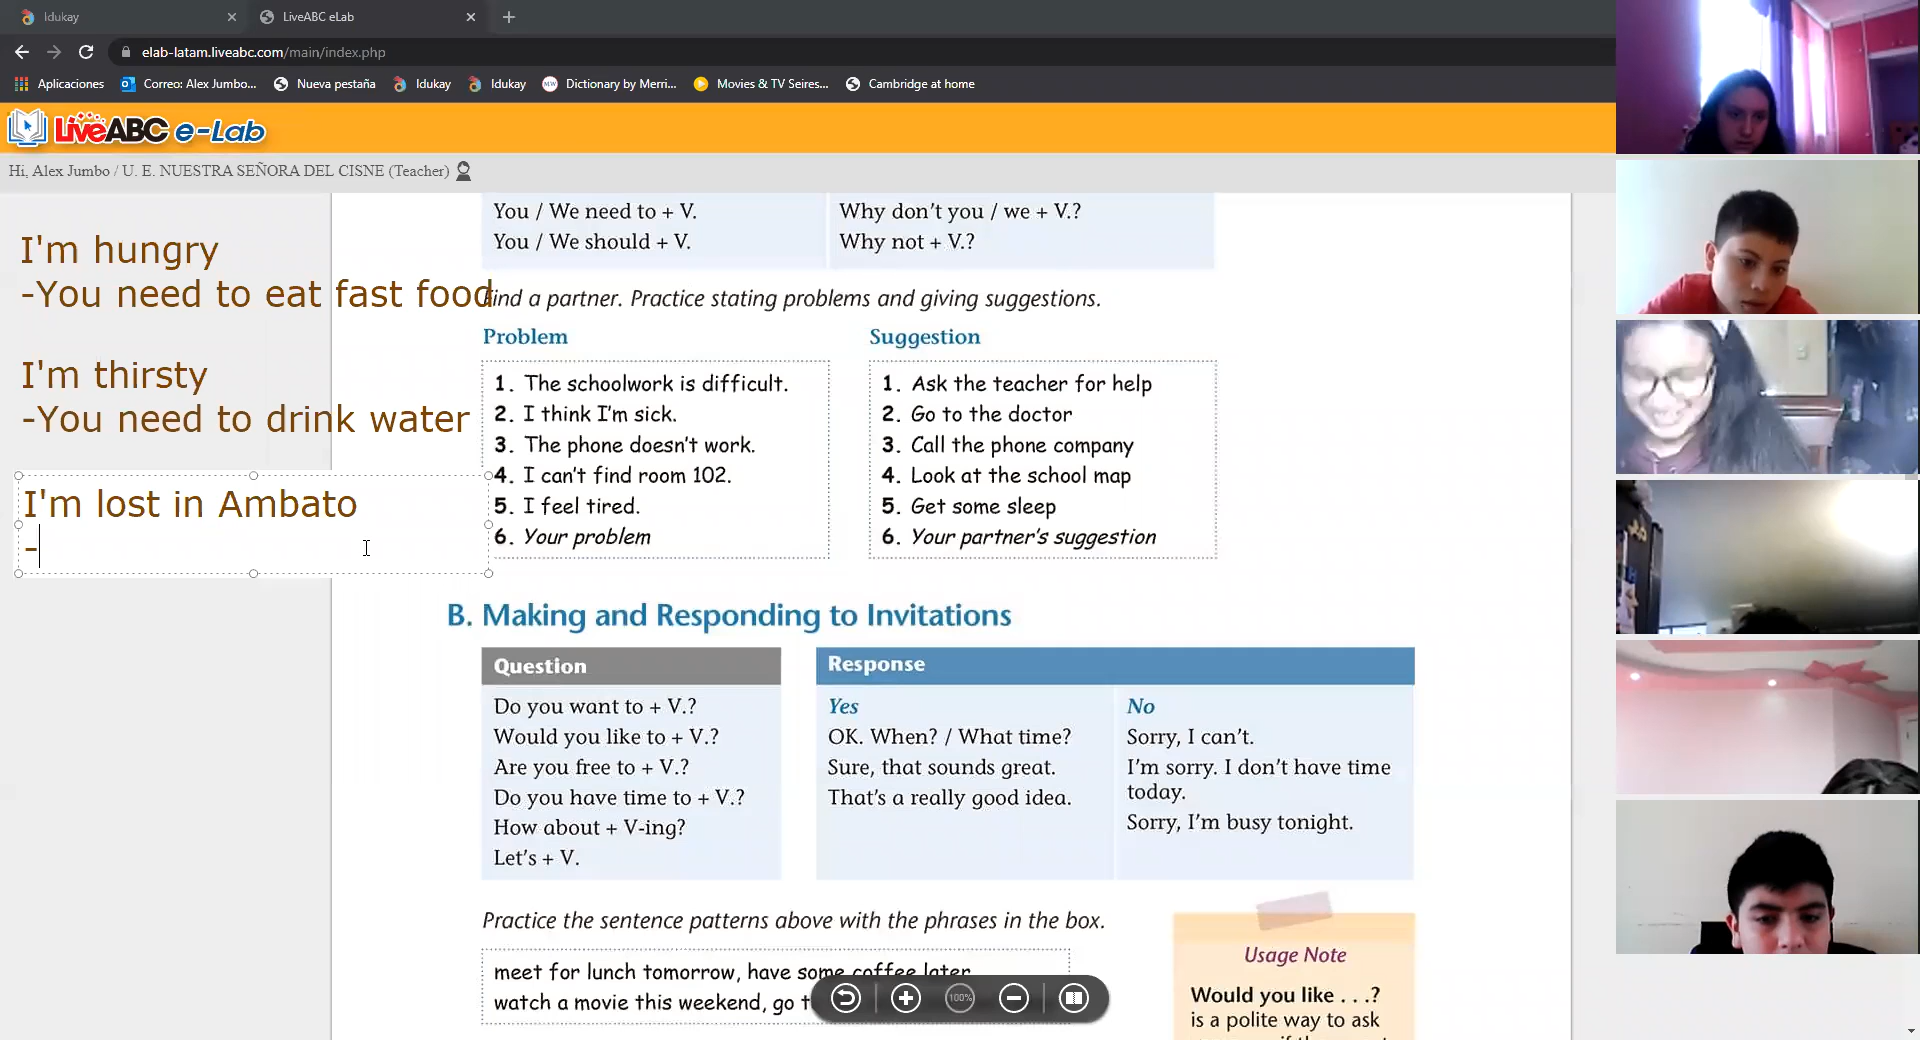 Idukay
LiveABC eLab
elab-latam.liveabc.com/main/index.php
Aplicaciones
Correo: Alex Jumbo...
Nueva pestaña
Idukay
Idukay
Dictionary by Merri...
Movies & TV Seires...
Cambridge at home
LiveABC e-Lab
Hi, Alex Jumbo / U. E. NUESTRA SEÑORA DEL CISNE (Teacher)
You / We need to + V.
You / We should + V.
Why don't you / we + V.?
Why not + V.?
I'm hungry
-You need to eat fast food
I'm thirsty
-You need to drink water
I'm lost in Ambato
-
Find a partner. Practice stating problems and giving suggestions.
Problem
1. The schoolwork is difficult.
2. I think I'm sick.
3. The phone doesn't work.
4. I can't find room 102.
5. I feel tired.
6. Your problem
Suggestion
1. Ask the teacher for help
2. Go to the doctor
3. Call the phone company
4. Look at the school map
5. Get some sleep
6. Your partner's suggestion
B. Making and Responding to Invitations
Question
Do you want to + V.?
Would you like to + V.?
Are you free to + V.?
Do you have time to + V.?
How about + V-ing?
Let's + V.
Response
Yes
OK. When? / What time?
Sure, that sounds great.
That's a really good idea.
No
Sorry, I can't.
I'm sorry. I don't have time
today.
Sorry, I'm busy tonight.
Practice the sentence patterns above with the phrases in the box.
meet for lunch tomorrow, have some coffee later
watch a movie this weekend, go
100%
Usage Note
Would you like . . .?
is a polite way to ask